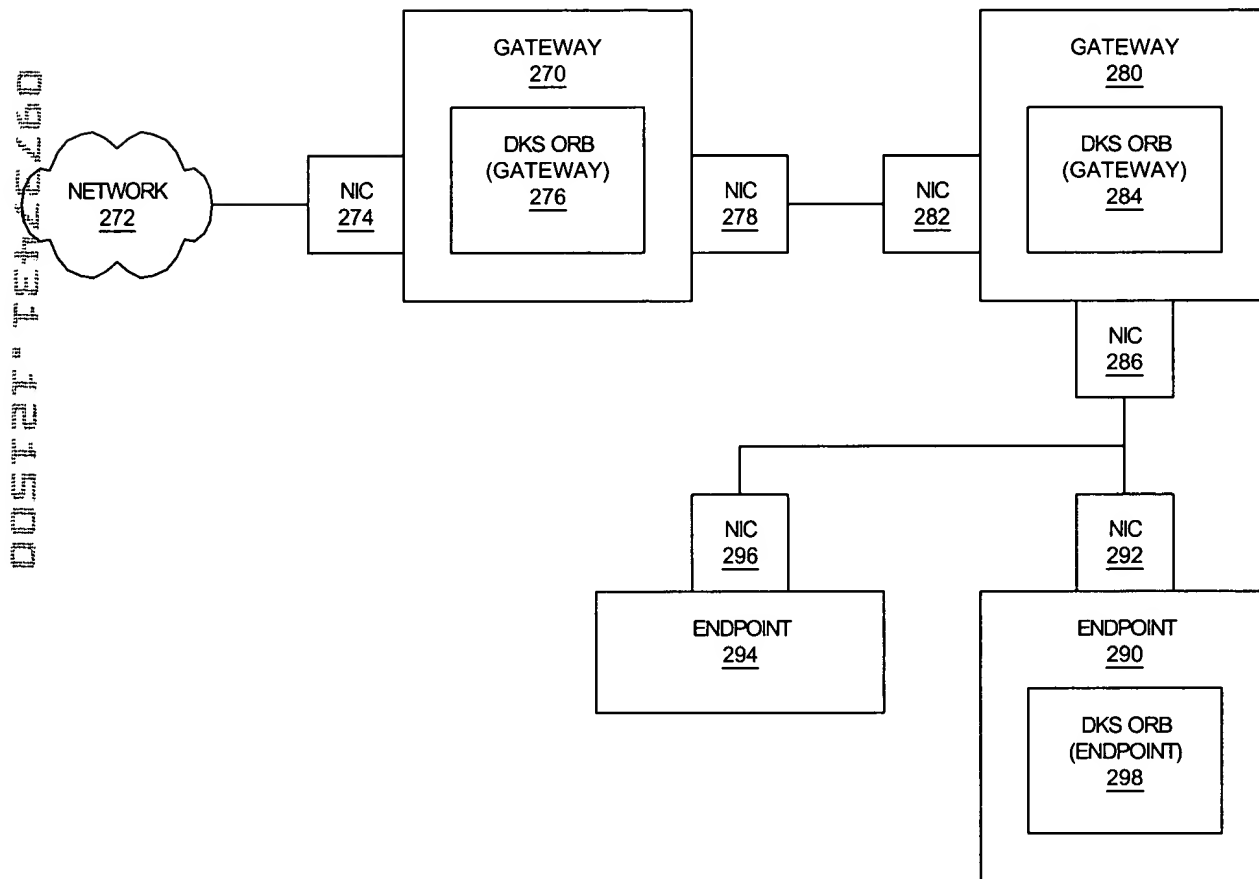 GATEWAY
270
DKS ORB
(GATEWAY)
276
NETWORK
272
NIC
274
NIC
278
NIC
282
GATEWAY
280
DKS ORB
(GATEWAY)
284
NIC
286
NIC
296
NIC
292
ENDPOINT
294
ENDPOINT
290
DKS ORB
(ENDPOINT)
298